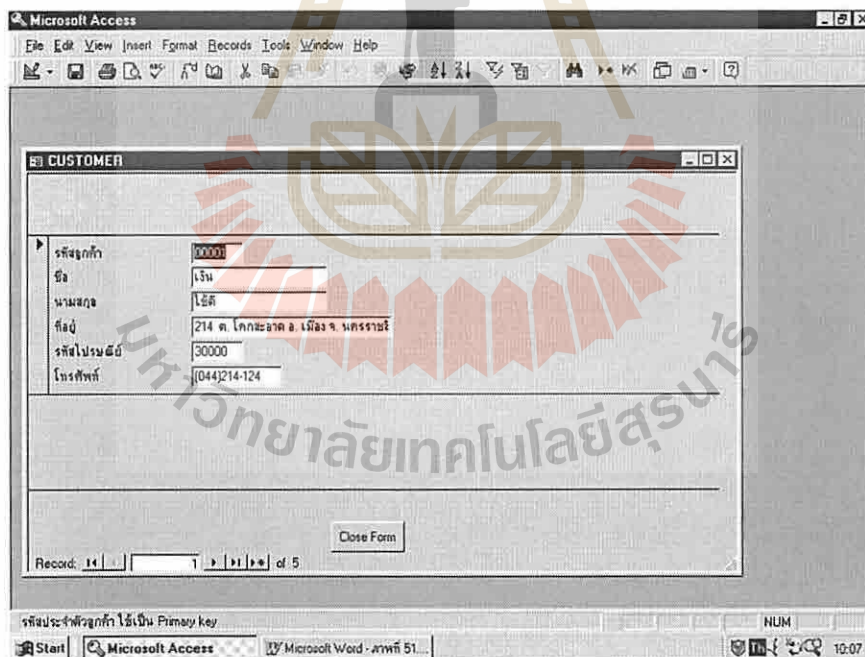 Microsoft Access
File Edit View Insert Format Records Tools Window Help
CUSTOMER
รหัสลูกค้า 00001
ชื่อ เงิน
นามสกุล ไช้ดี
ที่อยู่ 214 ต. โคกสะอาด อ. เมือง จ. นครราชสี
รหัสไปรษณีย์ 30000
โทรศัพท์ (044)214-124
มหาวิทยาลัยเทคโนโลยีสุรนารี
Close Form
Record: 1 of 5
รหัสประจำตัวลูกค้า ใช้เป็น Primary key NUM
Start Microsoft Access Microsoft Word - ภาพที่ 51... Th 10:07